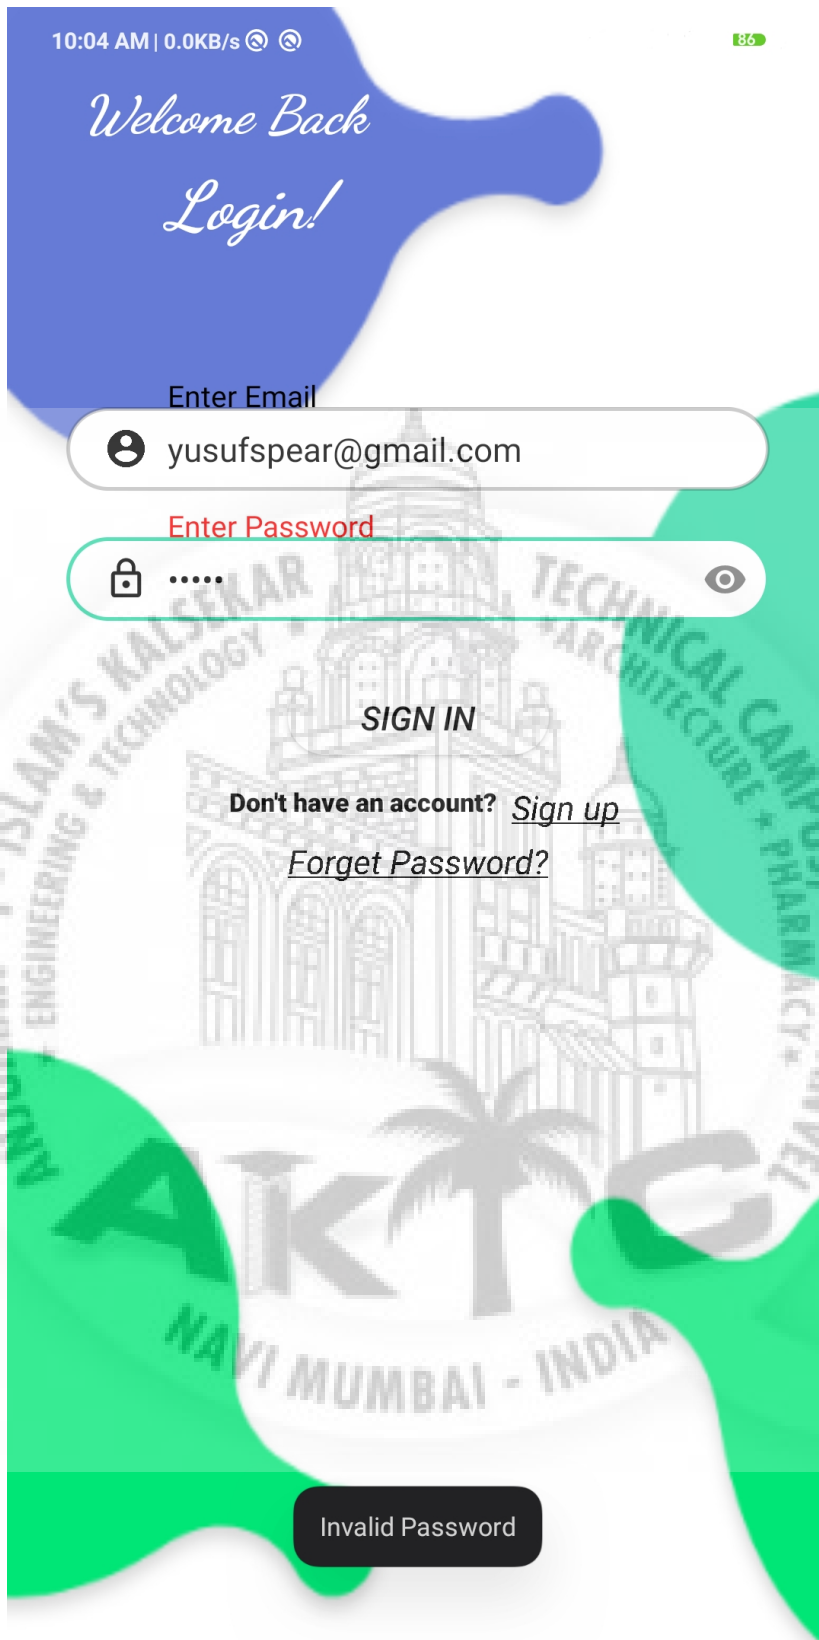 10:04 AM | 0.0KB/s
86
Welcome Back
Login!
Enter Email
yusufspear@gmail.com
Enter Password
•••••
SIGN IN
Don't have an account? Sign up
Forget Password?
ISLAM'S KALSEKAR TECHNICAL CAMPUS
ENGINEERING & TECHNOLOGY * ARCHITECTURE * PHARMACY *
AKTC
NAVI MUMBAI - INDIA
Invalid Password